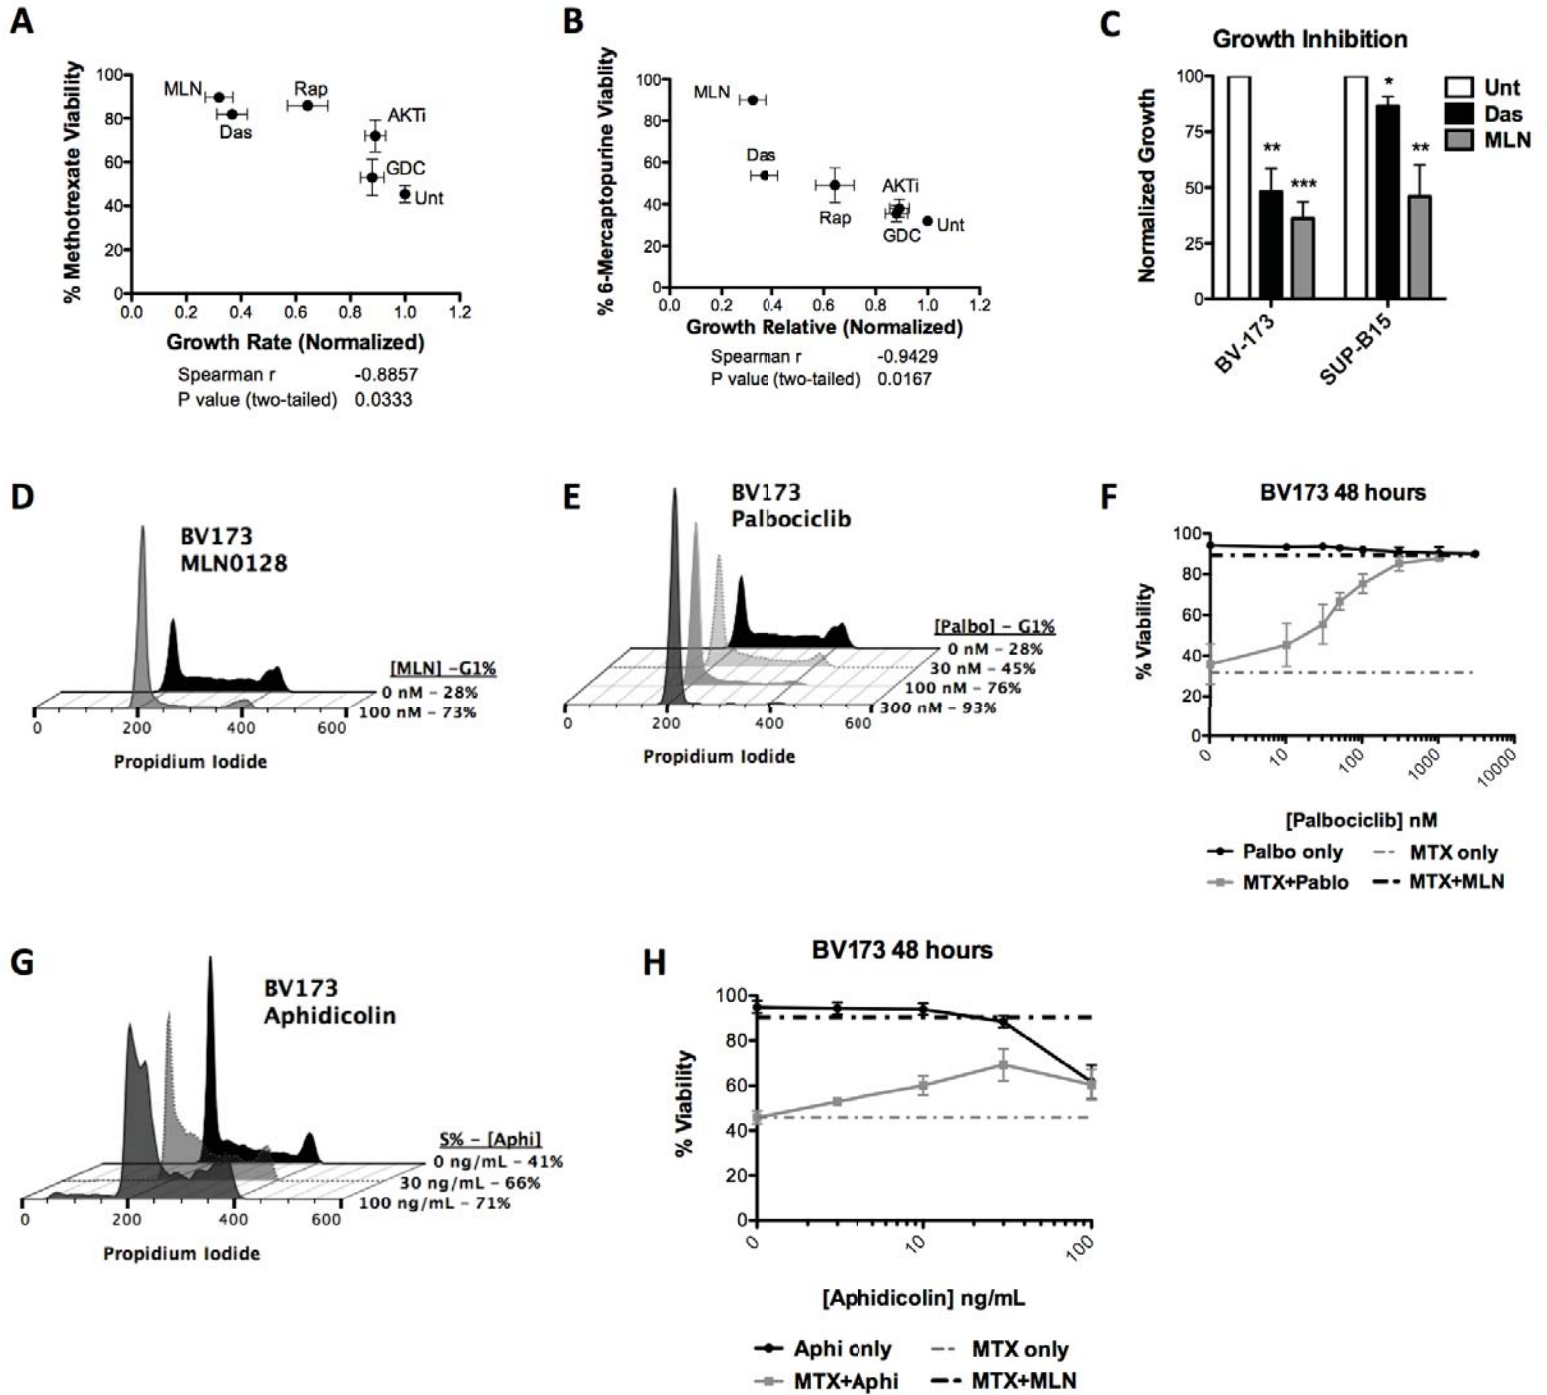 A
% Methotrexate Viability
100
80
60
40
20
0
MLN
Das
Rap
AKTi
GDC
Unt
0.0 0.2 0.4 0.6 0.8 1.0 1.2
Growth Rate (Normalized)
Spearman r -0.8857
P value (two-tailed) 0.0333
B
% 6-Mercaptopurine Viablity
100
80
60
40
20
0
MLN
Das
Rap
AKTi
GDC
Unt
0.0 0.2 0.4 0.6 0.8 1.0 1.2
Growth Relative (Normalized)
Spearman r -0.9429
P value (two-tailed) 0.0167
C
Growth Inhibition
Normalized Growth
100
75
50
25
0
**
***
*
**
Unt
Das
MLN
BV-173
SUP-B15
D
BV173
MLN0128
[MLN] –G1%
0 nM – 28%
100 nM – 73%
0 200 400 600
Propidium Iodide
E
BV173
Palbociclib
[Palbo] – G1%
0 nM – 28%
30 nM – 45%
100 nM – 76%
300 nM – 93%
0 200 400 600
Propidium Iodide
F
BV173 48 hours
% Viability
100
80
60
40
20
0
0 10 100 1000 10000
[Palbociclib] nM
Palbo only
MTX only
MTX+Pablo
MTX+MLN
G
BV173
Aphidicolin
S% – [Aphi]
0 ng/mL – 41%
30 ng/mL – 66%
100 ng/mL – 71%
0 200 400 600
Propidium Iodide
H
BV173 48 hours
% Viability
100
80
60
40
20
0
0 10 100
[Aphidicolin] ng/mL
Aphi only
MTX only
MTX+Aphi
MTX+MLN